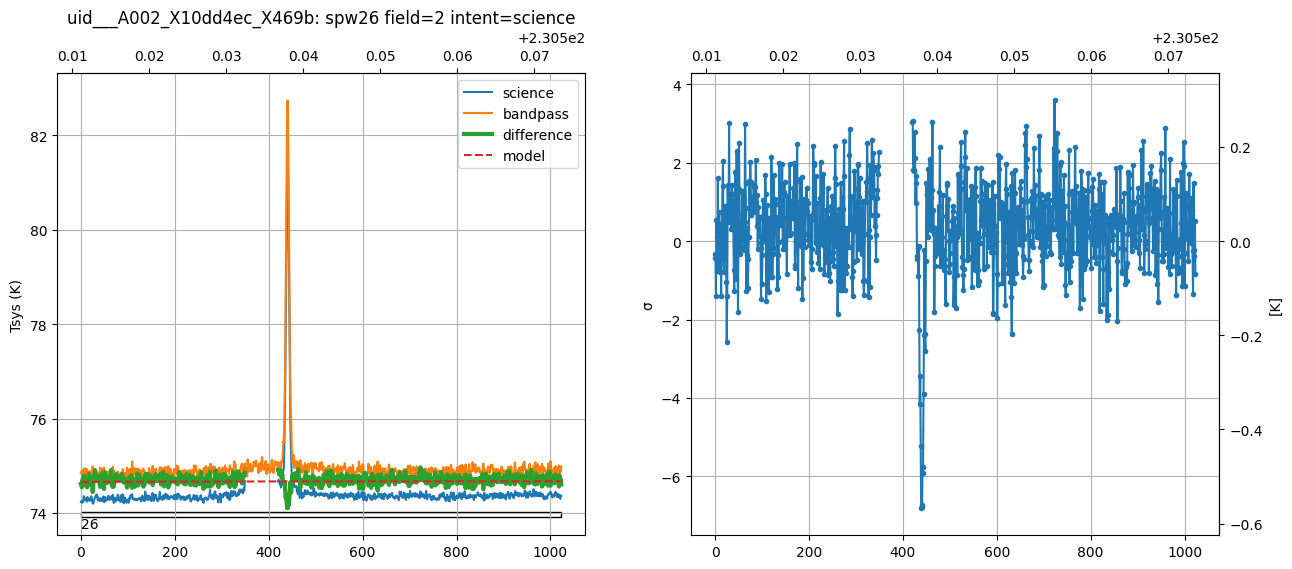 uid___A002_X10dd4ec_X469b: spw26 field=2 intent=science
+2.305e2
0.01 0.02 0.03 0.04 0.05 0.06 0.07
science
bandpass
difference
model
Tsys (K)
82
80
78
76
74
26
0 200 400 600 800 1000
+2.305e2
0.01 0.02 0.03 0.04 0.05 0.06 0.07
σ
4
2
0
−2
−4
−6
[K]
0.2
0.0
−0.2
−0.4
−0.6
0 200 400 600 800 1000